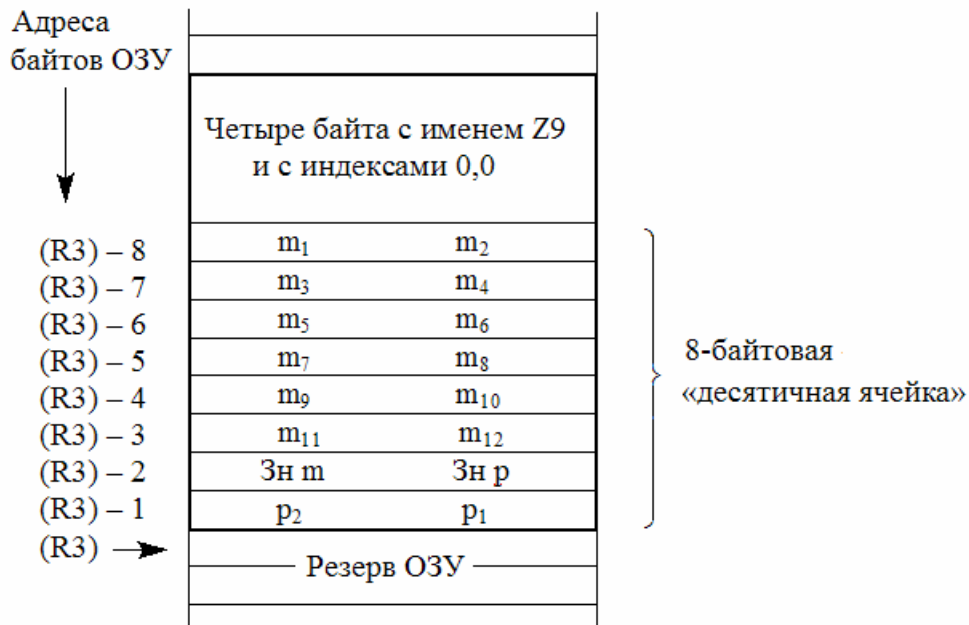 Адреса
байтов ОЗУ
Четыре байта с именем Z9
и с индексами 0,0
(R3) – 8 m₁ m₂
(R3) – 7 m₃ m₄
(R3) – 6 m₅ m₆
(R3) – 5 m₇ m₈
(R3) – 4 m₉ m₁₀
(R3) – 3 m₁₁ m₁₂
(R3) – 2 Зн m Зн p
(R3) – 1 p₂ p₁
(R3)
Резерв ОЗУ
8-байтовая
«десятичная ячейка»